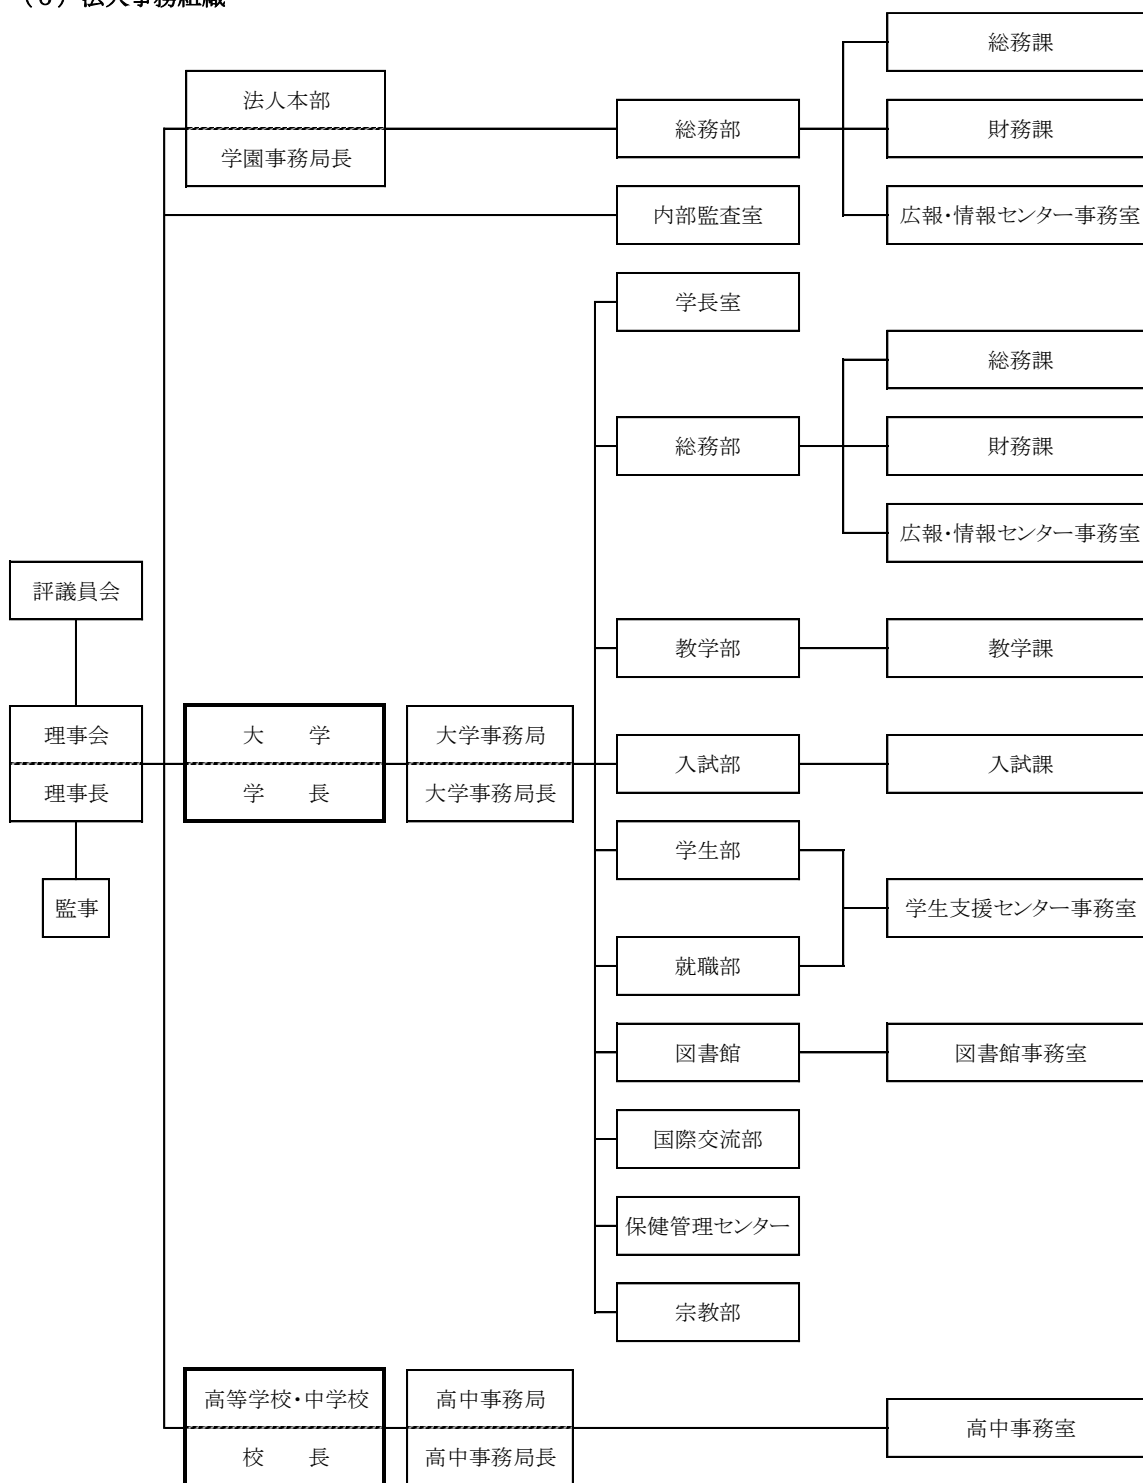 法人事務組織
総務課
法人本部
学園事務局長
総務部
財務課
内部監査室
広報・情報センター事務室
学長室
総務課
総務部
財務課
広報・情報センター事務室
評議員会
教学部
教学課
理事会
理事長
大　学
学　長
大学事務局
大学事務局長
入試部
入試課
学生部
監事
学生支援センター事務室
就職部
図書館
図書館事務室
国際交流部
保健管理センター
宗教部
高等学校・中学校
校　長
高中事務局
高中事務局長
高中事務室